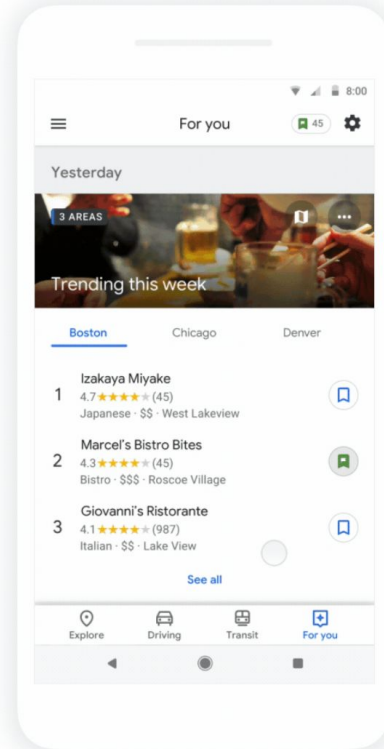 8:00
For you
45
Yesterday
3 AREAS
Trending this week
Boston Chicago Denver
1
Izakaya Miyake
4.7★★★★★(45)
Japanese · $$ · West Lakeview
2
Marcel's Bistro Bites
4.3★★★★★(45)
Bistro · $$$ · Roscoe Village
3
Giovanni's Ristorante
4.1★★★★★(987)
Italian · $$ · Lake View
See all
Explore Driving Transit For you